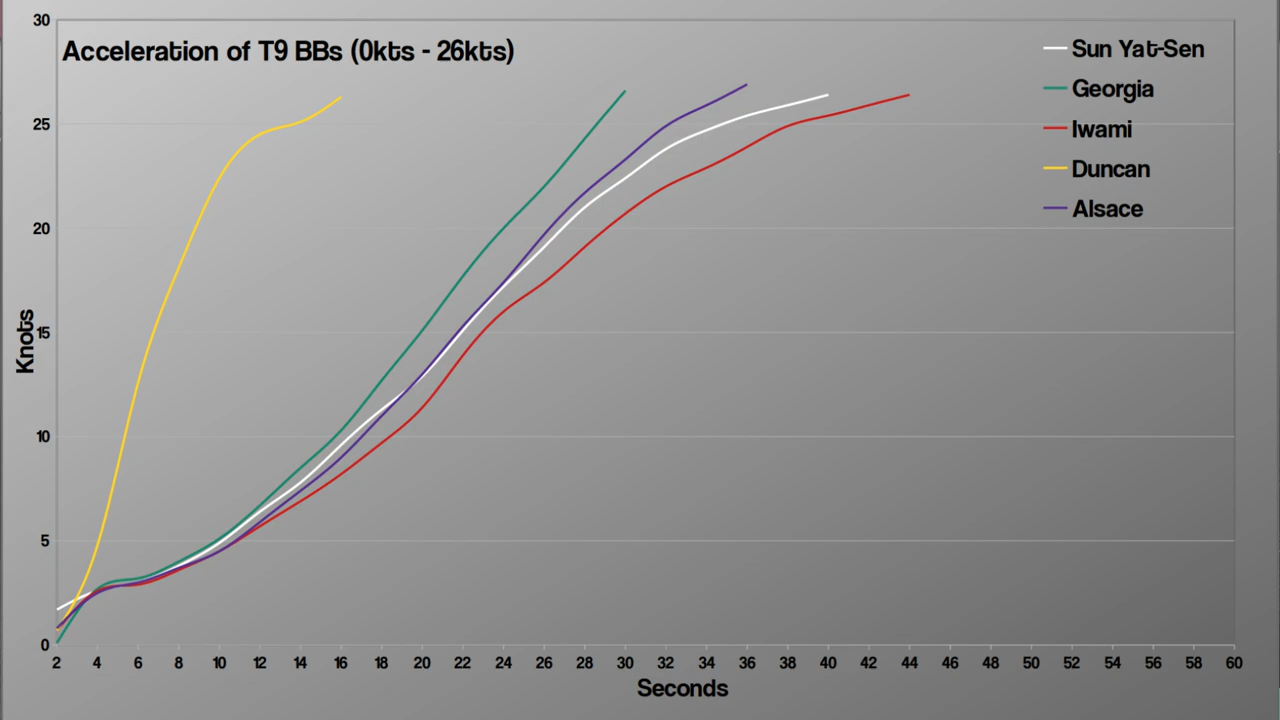 30
Acceleration of T9 BBs (0kts - 26kts)
Sun Yat-Sen
Georgia
Iwami
Duncan
Alsace
25
20
15
10
5
0
Knots
2 4 6 8 10 12 14 16 18 20 22 24 26 28 30 32 34 36 38 40 42 44 46 48 50 52 54 56 58 60
Seconds